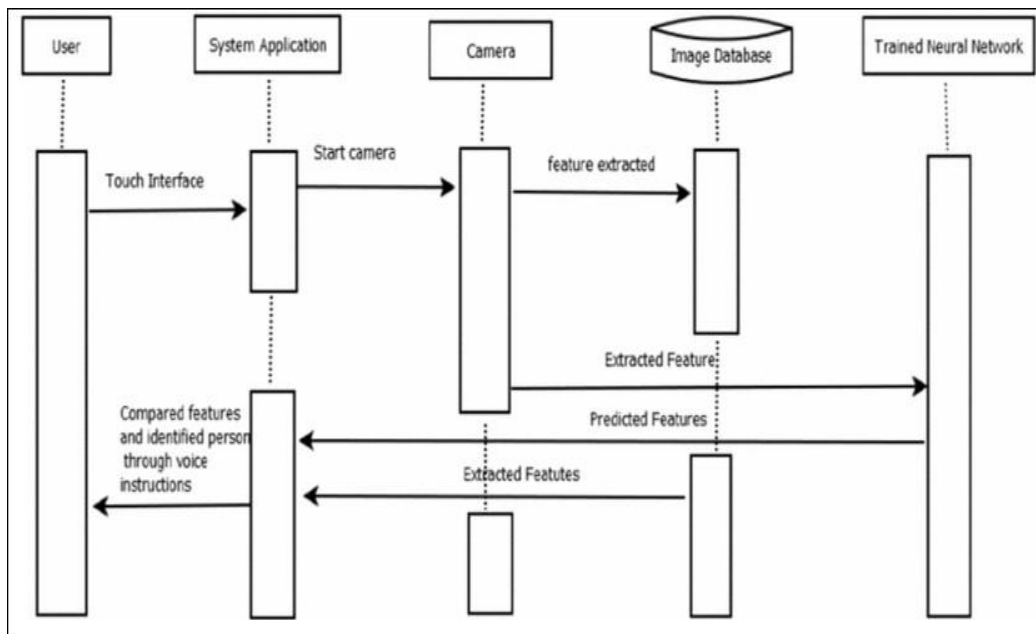 User
System Application
Camera
Image Database
Trained Neural Network
Start camera
feature extracted
Touch Interface
Extracted Feature
Compared features
and identified person
through voice
instructions
Predicted Features
Extracted Featutes